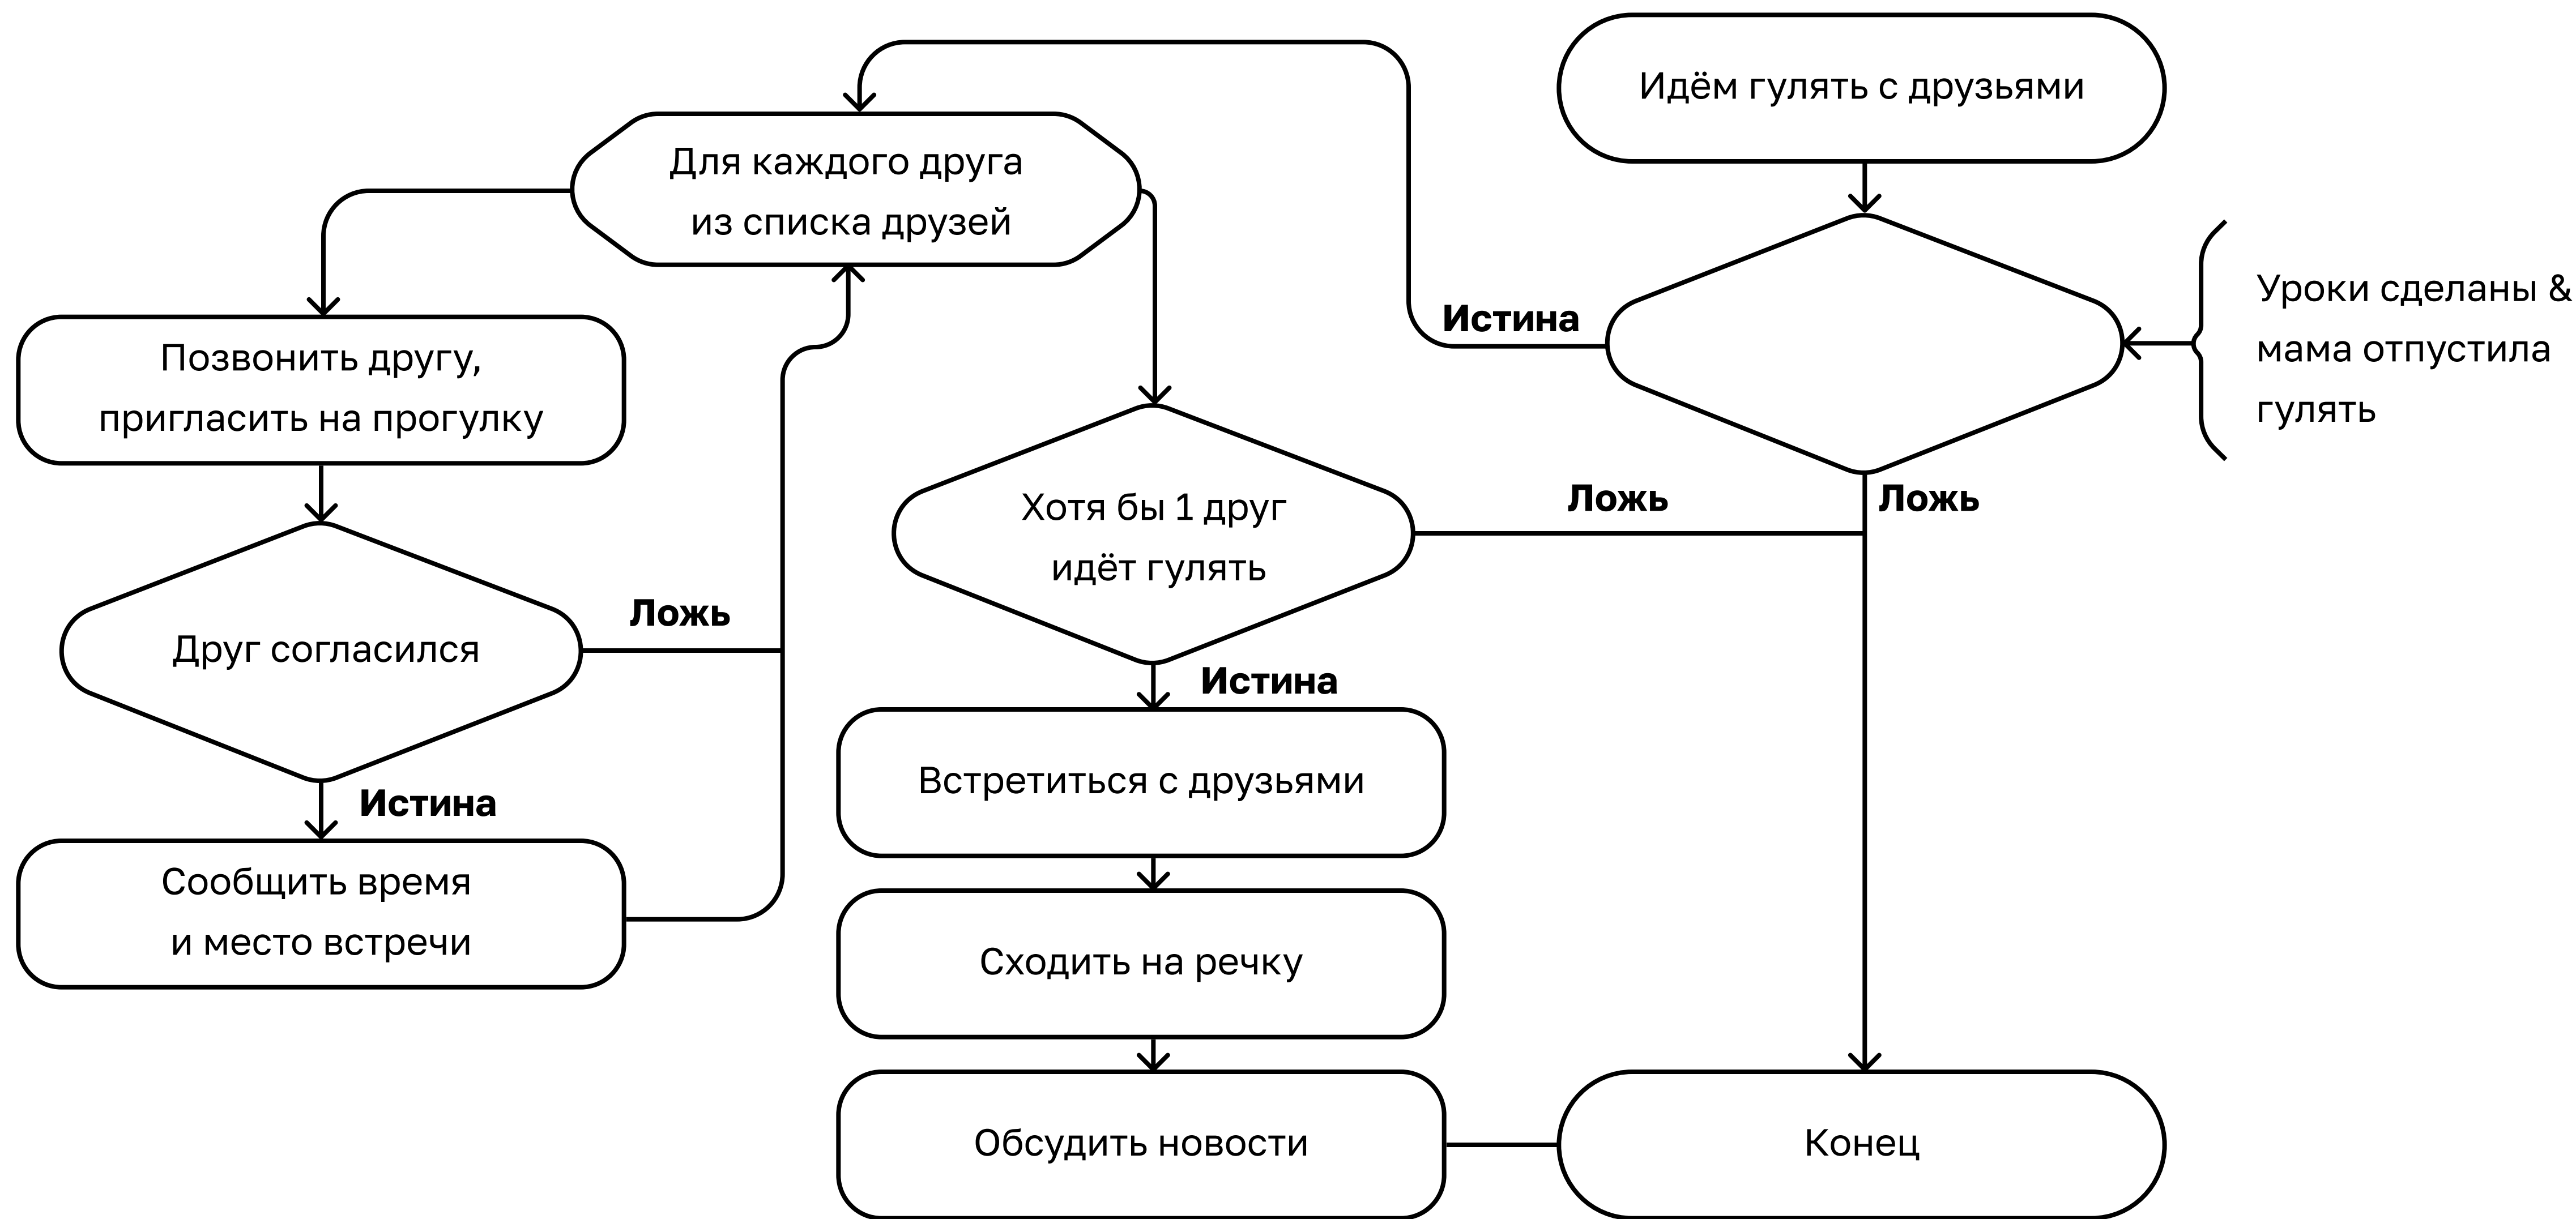 Идём гулять с друзьями
Уроки сделаны &
мама отпустила
гулять
Истина
Ложь
Для каждого друга
из списка друзей
Позвонить другу,
пригласить на прогулку
Друг согласился
Ложь
Истина
Сообщить время
и место встречи
Хотя бы 1 друг
идёт гулять
Ложь
Истина
Встретиться с друзьями
Сходить на речку
Обсудить новости
Конец